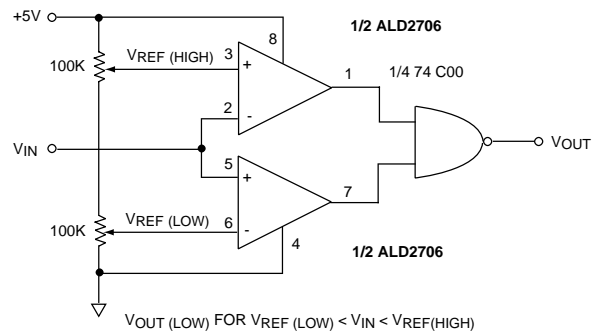 +5V
8
1/2 ALD2706
100K
VREF (HIGH)
3
+
1
1/4 74 C00
2
-
VIN
VOUT
5
+
7
100K
VREF (LOW)
6
-
4
1/2 ALD2706
VOUT (LOW) FOR VREF (LOW) < VIN < VREF(HIGH)